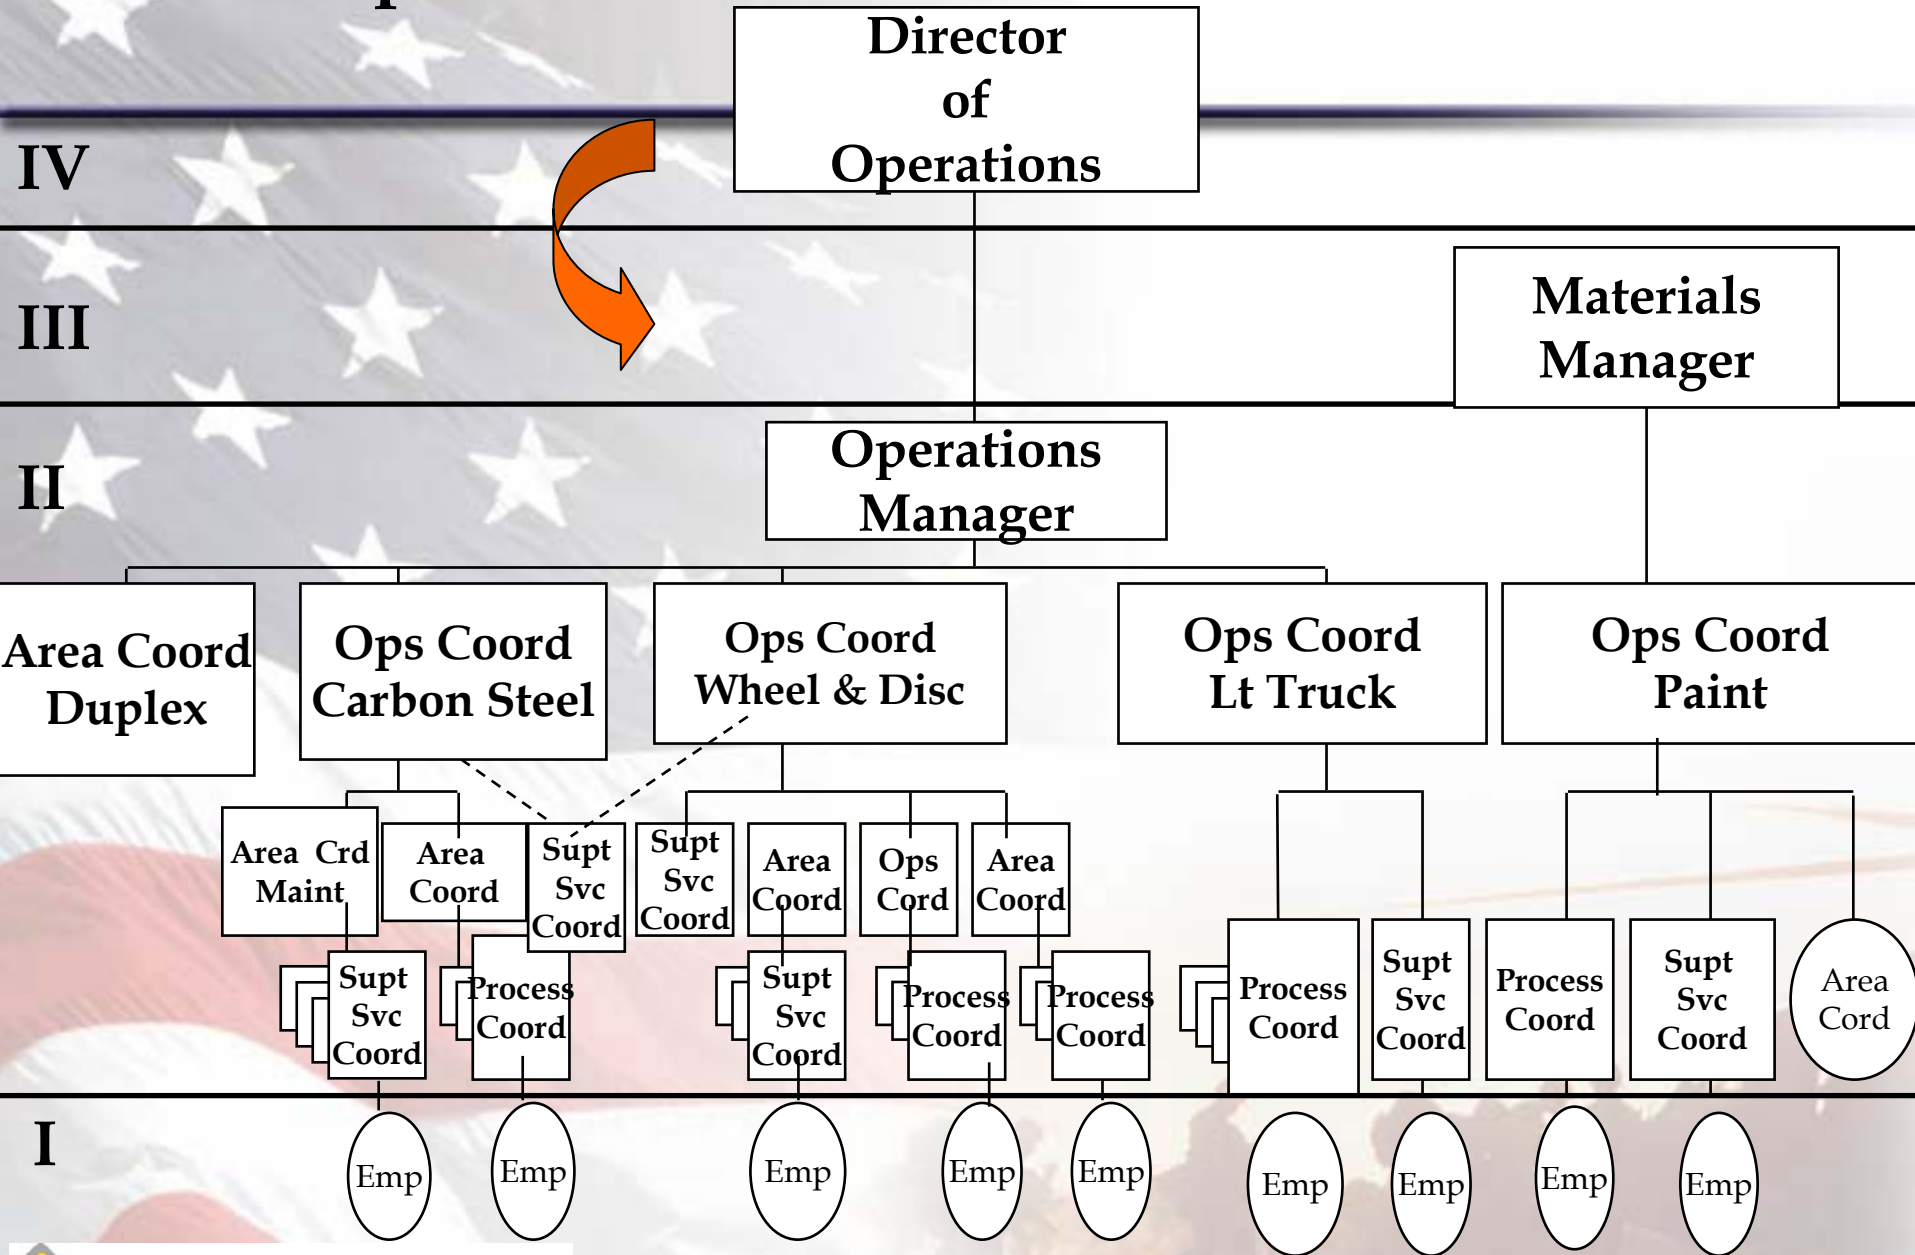 Director
of
Operations
IV
III
Materials
Manager
II
Operations
Manager
Area Coord
Duplex
Ops Coord
Carbon Steel
Ops Coord
Wheel & Disc
Ops Coord
Lt Truck
Ops Coord
Paint
Area Crd
Maint
Area
Coord
Supt
Svc
Coord
Supt
Svc
Coord
Area
Coord
Ops
Cord
Area
Coord
Supt
Svc
Coord
Process
Coord
Supt
Svc
Coord
Process
Coord
Process
Coord
Process
Coord
Supt
Svc
Coord
Process
Coord
Supt
Svc
Coord
Area
Cord
I
Emp
Emp
Emp
Emp
Emp
Emp
Emp
Emp
Emp